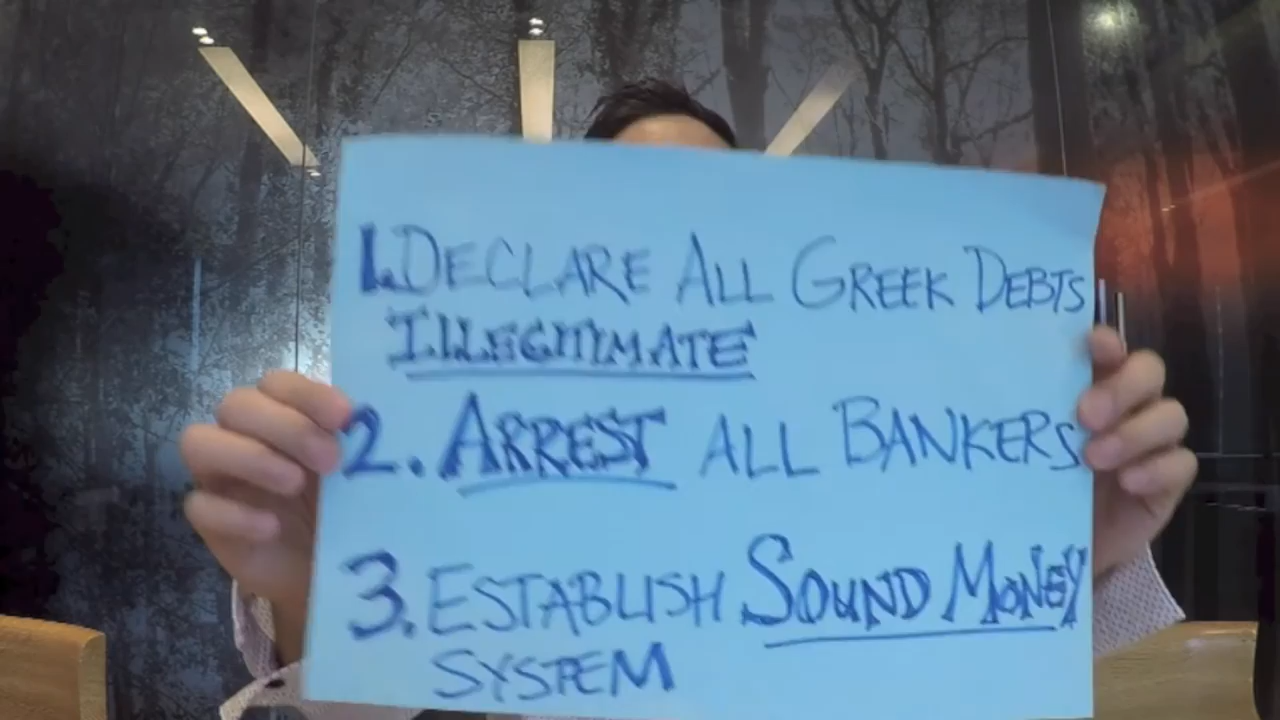 1. DECLARE ALL GREEK DEBTS
ILLEGITIMATE
2. ARREST ALL BANKERS
3. ESTABLISH SOUND MONEY
SYSTEM